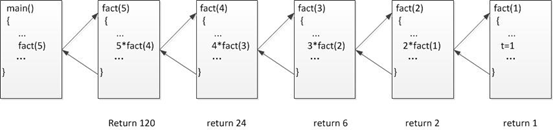 main()
{
fact(5)
...
}
fact(5)
{
...
5*fact(4)
...
}
fact(4)
{
...
4*fact(3)
...
}
fact(3)
{
...
3*fact(2)
...
}
fact(2)
{
...
2*fact(1)
...
}
fact(1)
{
...
t=1
...
}
Return 120
return 24
return 6
return 2
return 1